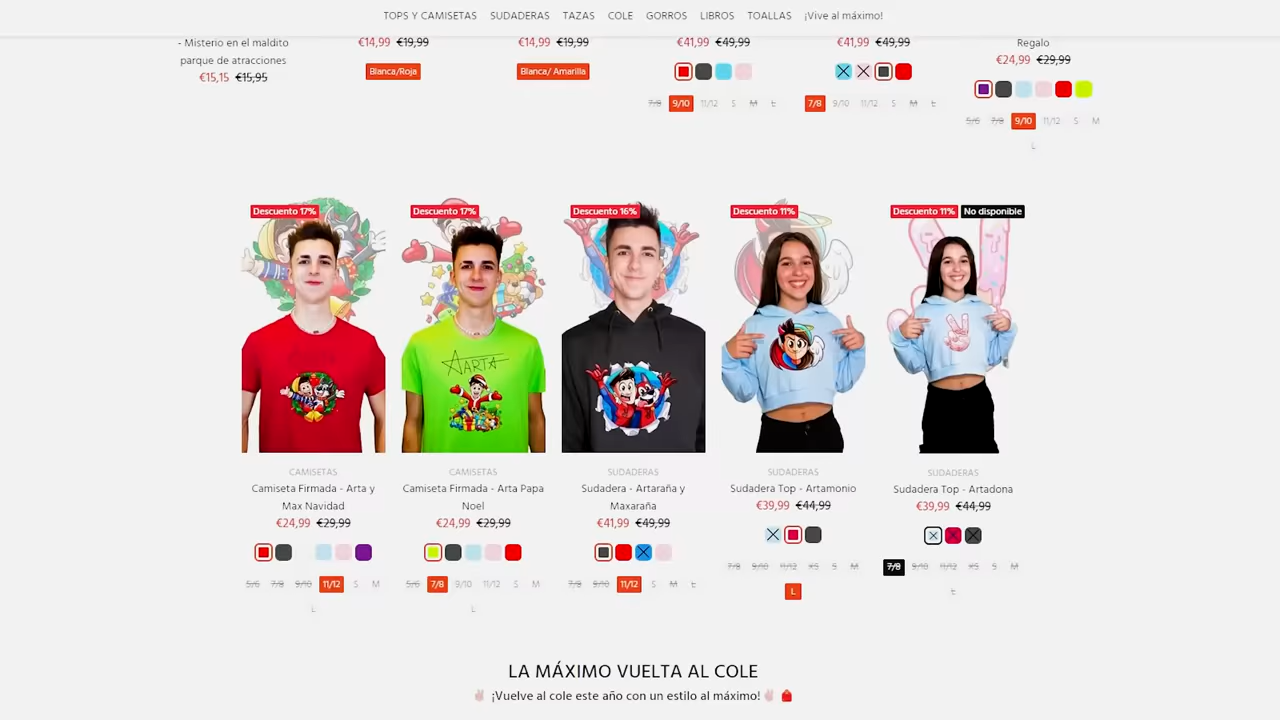 TOPS Y CAMISETAS SUDADERAS TAZAS COLE GORROS LIBROS TOALLAS ¡Vive al máximo!
- Misterio en el maldito
parque de atracciones
€15,15 €15,95
€14,99 €19,99
Blanca/Roja
€14,99 €19,99
Blanca/ Amarilla
€41,99 €49,99
7/8 9/10 11/12 S M L
€41,99 €49,99
7/8 9/10 11/12 S M L
Regalo
€24,99 €29,99
5/6 7/8 9/10 11/12 S M
L
Descuento 17%
CAMISETAS
Camiseta Firmada - Arta y
Max Navidad
€24,99 €29,99
5/6 7/8 9/10 11/12 S M
L
Descuento 17%
ARTA
CAMISETAS
Camiseta Firmada - Arta Papa
Noel
€24,99 €29,99
5/6 7/8 9/10 11/12 S M
L
Descuento 16%
SUDADERAS
Sudadera - Artaraña y
Maxaraña
€41,99 €49,99
7/8 9/10 11/12 S M L
Descuento 11%
SUDADERAS
Sudadera Top - Artamonio
€39,99 €44,99
7/8 9/10 11/12 XS S M
L
Descuento 11% No disponible
SUDADERAS
Sudadera Top - Artadona
€39,99 €44,99
7/8 9/10 11/12 XS S M
L
LA MÁXIMO VUELTA AL COLE
✌🏻 ¡Vuelve al cole este año con un estilo al máximo!✌🏻 🎒